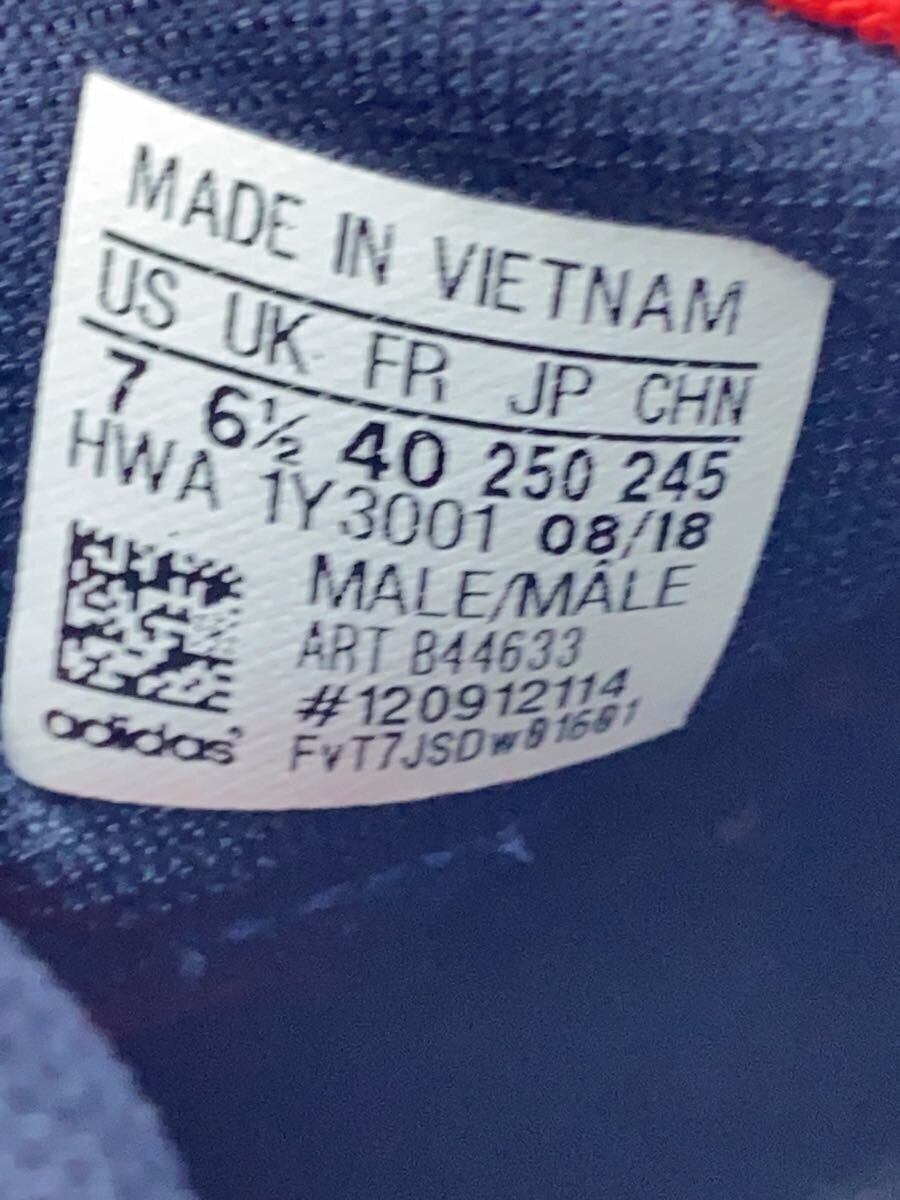 MADE IN VIETNAM
US UK FR JP CHN
7 6½ 40 250 245
HWA 1Y3001 08/18
MALE/MÂLE
ART B44633
#120912114
FvT7JSDw01601
adidas